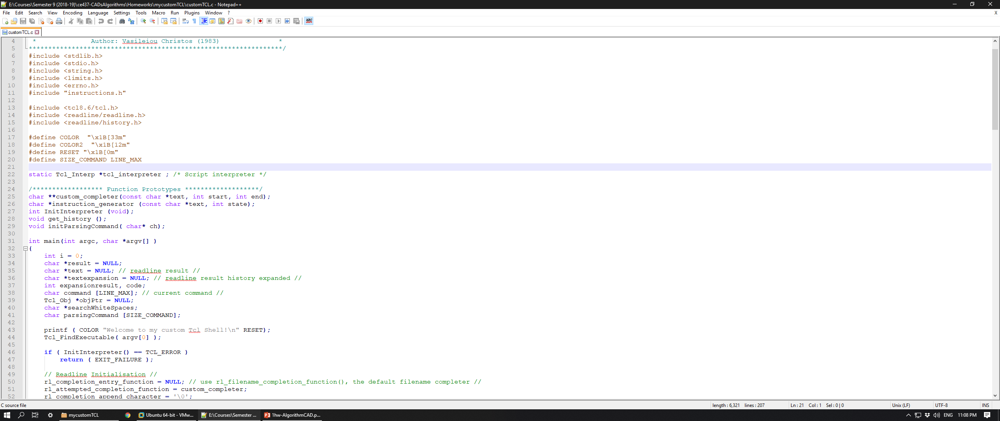 E:\Courses\Semester 9 (2018-19)\ce437-CADsAlgorithms\Homeworks\mycustomTCL\customTCL.c - Notepad++
File Edit Search View Encoding Language Settings Tools Macro Run Plugins Window ? X
customTCL.c
4  *              Author: Vasileiou Christos (1983)                *
5 *****************************************************************/
6 #include <stdlib.h>
7 #include <stdio.h>
8 #include <string.h>
9 #include <limits.h>
10 #include <errno.h>
11 #include "instructions.h"
12
13 #include <tcl8.6/tcl.h>
14 #include <readline/readline.h>
15 #include <readline/history.h>
16
17 #define COLOR  "\x1B[33m"
18 #define COLOR2  "\x1B[12m"
19 #define RESET "\x1B[0m"
20 #define SIZE_COMMAND LINE_MAX
21
22 static Tcl_Interp *tcl_interpreter ; /* Script interpreter */
23
24 /****************** Function Prototypes *******************/
25 char **custom_completer(const char *text, int start, int end);
26 char *instruction_generator (const char *text, int state);
27 int InitInterpreter (void);
28 void get_history ();
29 void initParsingCommand( char* ch);
30
31 int main(int argc, char *argv[] )
32 {
33     int i = 0;
34     char *result = NULL;
35     char *text = NULL; // readline result //
36     char *textexpansion = NULL; // readline result history expanded //
37     int expansionresult, code;
38     char command [LINE_MAX]; // current command //
39     Tcl_Obj *objPtr = NULL;
40     char *searchWhiteSpaces;
41     char parsingCommand [SIZE_COMMAND];
42
43     printf ( COLOR "Welcome to my custom Tcl Shell!\n" RESET);
44     Tcl_FindExecutable( argv[0] );
45
46     if ( InitInterpreter() == TCL_ERROR )
47         return ( EXIT_FAILURE );
48
49     // Readline Initialisation //
50     rl_completion_entry_function = NULL; // use rl_filename_completion_function(), the default filename completer //
51     rl_attempted_completion_function = custom_completer;
52     rl_completion_append_character = '\0';
C source file length : 6,321 lines : 207 Ln : 21 Col : 1 Sel : 0 | 0 Unix (LF) UTF-8 INS
mycustomTCL Ubuntu 64-bit - VMw... E:\Courses\Semester ... 1hw-AlgorithmCAD.p... ENG 11:08 PM